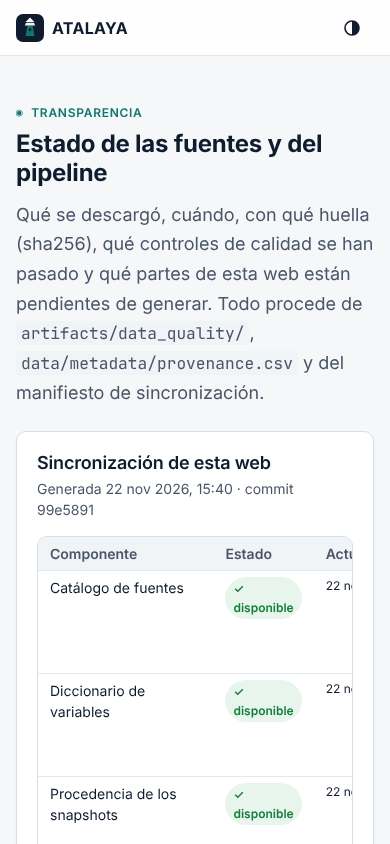 ATALAYA
TRANSPARENCIA
Estado de las fuentes y del
pipeline
Qué se descargó, cuándo, con qué huella
(sha256), qué controles de calidad se han
pasado y qué partes de esta web están
pendientes de generar. Todo procede de
artifacts/data_quality/ ,
data/metadata/provenance.csv y del
manifiesto de sincronización.
Sincronización de esta web
Generada 22 nov 2026, 15:40 · commit
99e5891
Componente Estado
Catálogo de fuentes ✓ 22
disponible
Diccionario de ✓ 22
variables disponible
Procedencia de los ✓ 22
snapshots disponible